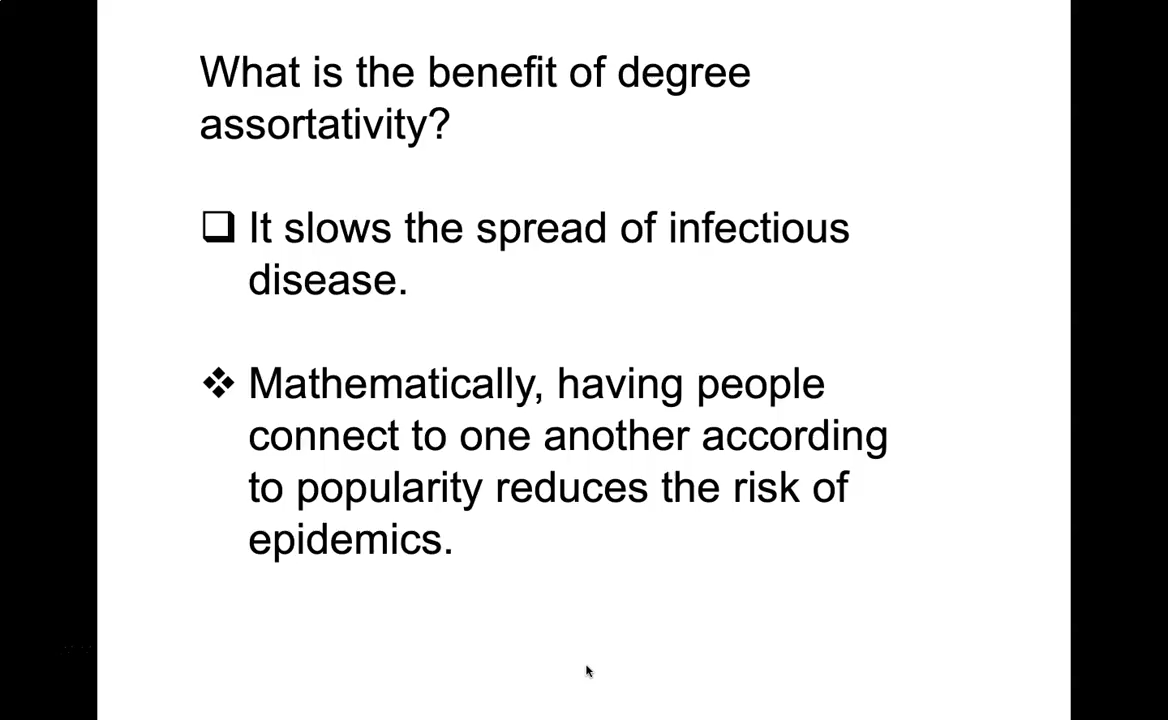 What is the benefit of degree
assortativity?
It slows the spread of infectious
disease.
Mathematically, having people
connect to one another according
to popularity reduces the risk of
epidemics.